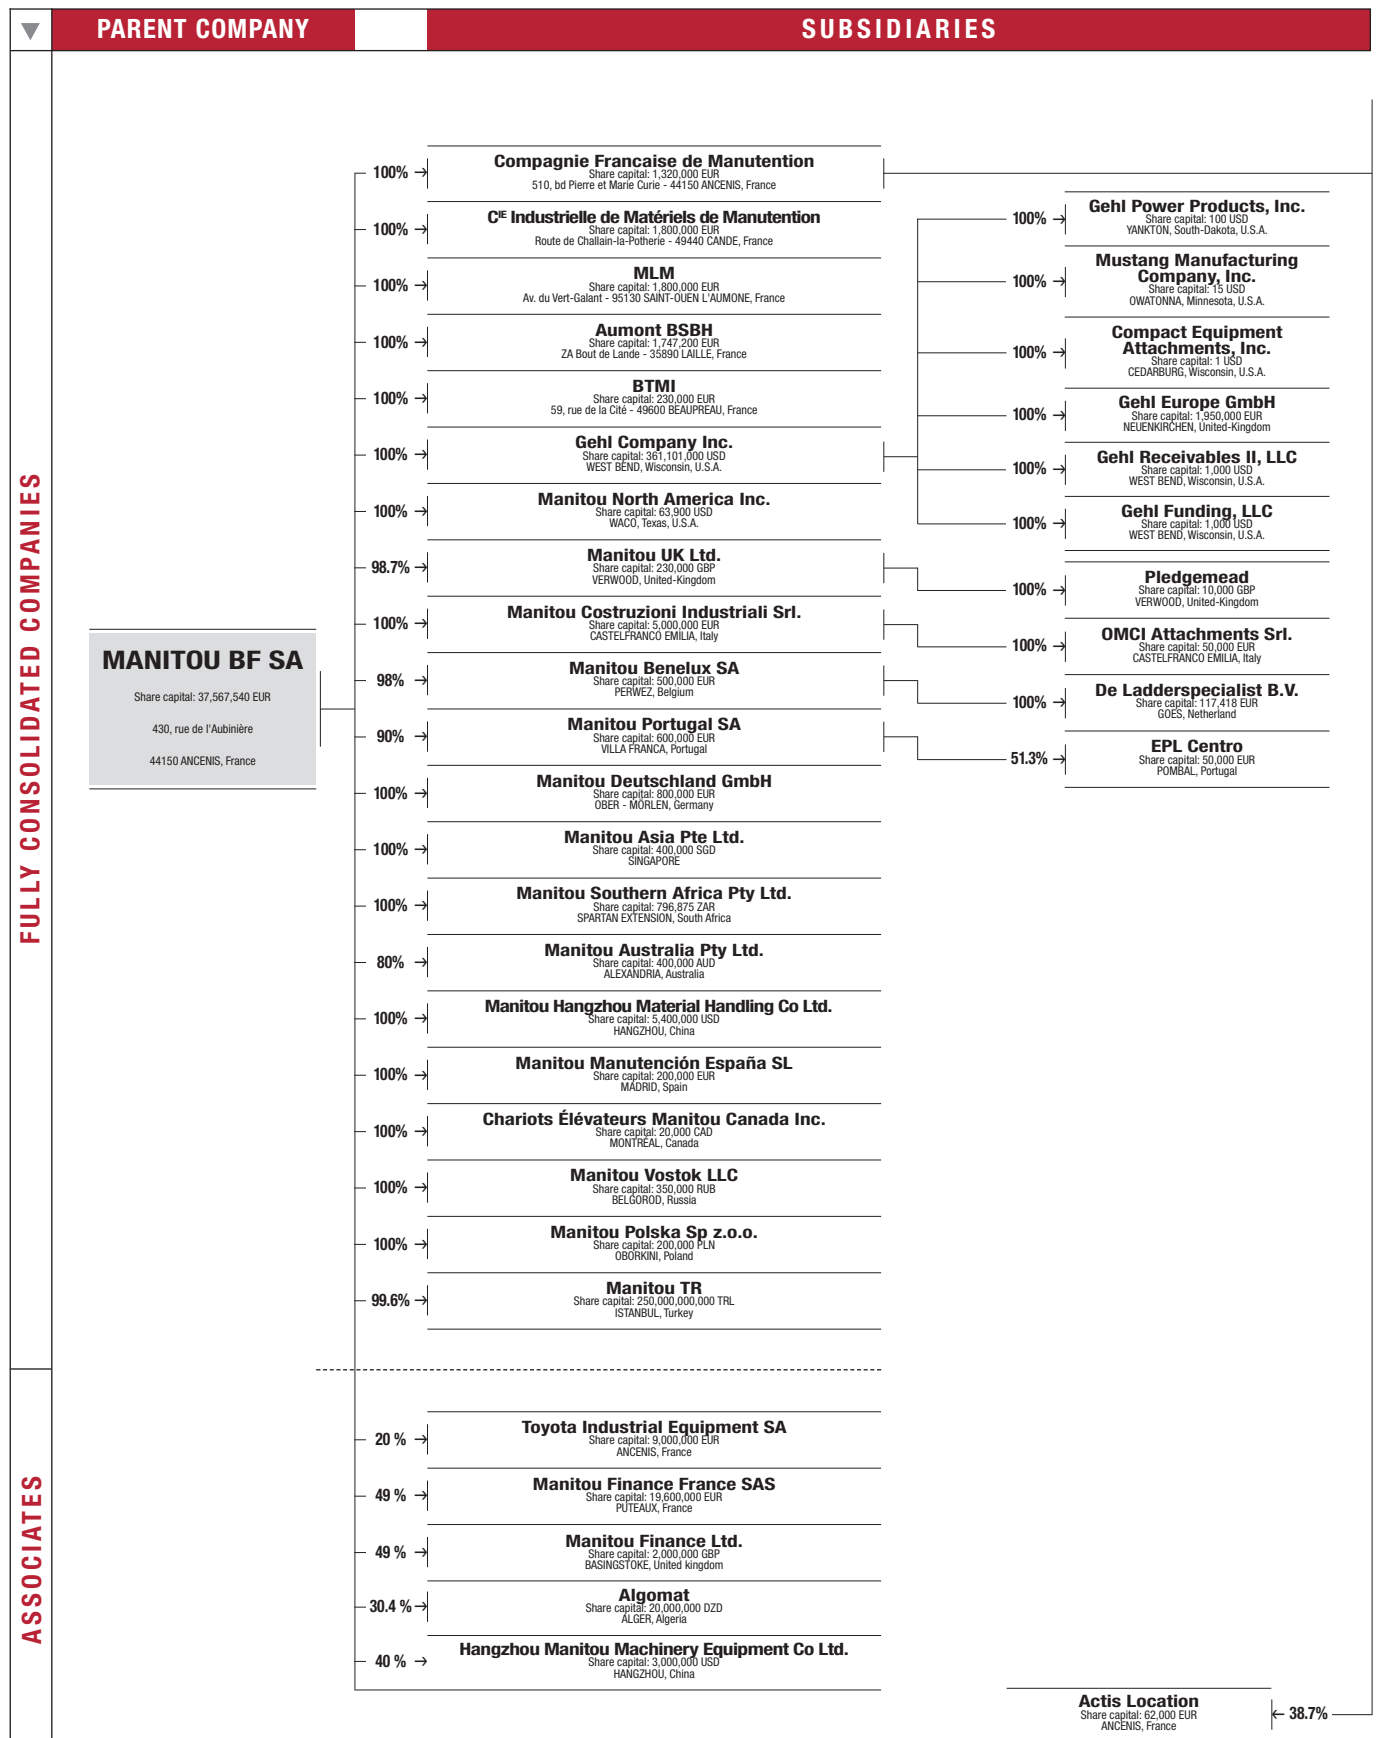 PARENT COMPANY
SUBSIDIARIES
FULLY CONSOLIDATED COMPANIES
MANITOU BF SA
Share capital: 37,567,540 EUR
430, rue de l'Aubinière
44150 ANCENIS, France
100%
Compagnie Francaise de Manutention
Share capital: 1,320,000 EUR
510, bd Pierre et Marie Curie - 44150 ANCENIS, France
100%
CIE Industrielle de Matériels de Manutention
Share capital: 1,800,000 EUR
Route de Challain-la-Potherie - 49440 CANDE, France
100%
MLM
Share capital: 1,800,000 EUR
Av. du Vert-Galant - 95130 SAINT-OUEN L'AUMONE, France
100%
Aumont BSBH
Share capital: 1,747,200 EUR
ZA Bout de Lande - 35890 LAILLE, France
100%
BTMI
Share capital: 230,000 EUR
59, rue de la Cité - 49600 BEAUPREAU, France
100%
Gehl Company Inc.
Share capital: 361,101,000 USD
WEST BEND, Wisconsin, U.S.A.
100%
Manitou North America Inc.
Share capital: 63,900 USD
WACO, Texas, U.S.A.
98.7%
Manitou UK Ltd.
Share capital: 230,000 GBP
VERWOOD, United-Kingdom
100%
Manitou Costruzioni Industriali Srl.
Share capital: 5,000,000 EUR
CASTELFRANCO EMILIA, Italy
98%
Manitou Benelux SA
Share capital: 500,000 EUR
PERWEZ, Belgium
90%
Manitou Portugal SA
Share capital: 600,000 EUR
VILLA FRANCA, Portugal
100%
Manitou Deutschland GmbH
Share capital: 800,000 EUR
OBER - MÖRLEN, Germany
100%
Manitou Asia Pte Ltd.
Share capital: 400,000 SGD
SINGAPORE
100%
Manitou Southern Africa Pty Ltd.
Share capital: 796,875 ZAR
SPARTAN EXTENSION, South Africa
80%
Manitou Australia Pty Ltd.
Share capital: 400,000 AUD
ALEXANDRIA, Australia
100%
Manitou Hangzhou Material Handling Co Ltd.
Share capital: 5,400,000 USD
HANGZHOU, China
100%
Manitou Manutención España SL
Share capital: 200,000 EUR
MADRID, Spain
100%
Chariots Élévateurs Manitou Canada Inc.
Share capital: 20,000 CAD
MONTRÉAL, Canada
100%
Manitou Vostok LLC
Share capital: 350,000 RUB
BELGOROD, Russia
100%
Manitou Polska Sp z.o.o.
Share capital: 200,000 PLN
OBORKINI, Poland
99.6%
Manitou TR
Share capital: 250,000,000,000 TRL
ISTANBUL, Turkey
100%
Gehl Power Products, Inc.
Share capital: 100 USD
YANKTON, South-Dakota, U.S.A.
100%
Mustang Manufacturing
Company, Inc.
Share capital: 15 USD
OWATONNA, Minnesota, U.S.A.
100%
Compact Equipment
Attachments, Inc.
Share capital: 1 USD
CEDARBURG, Wisconsin, U.S.A.
100%
Gehl Europe GmbH
Share capital: 1,950,000 EUR
NEUENKIRCHEN, United-Kingdom
100%
Gehl Receivables II, LLC
Share capital: 1,000 USD
WEST BEND, Wisconsin, U.S.A.
100%
Gehl Funding, LLC
Share capital: 1,000 USD
WEST BEND, Wisconsin, U.S.A.
100%
Pledgemead
Share capital: 10,000 GBP
VERWOOD, United-Kingdom
100%
OMCI Attachments Srl.
Share capital: 50,000 EUR
CASTELFRANCO EMILIA, Italy
100%
De Ladderspecialist B.V.
Share capital: 117,418 EUR
GOES, Netherland
51.3%
EPL Centro
Share capital: 50,000 EUR
POMBAL, Portugal
ASSOCIATES
20 %
Toyota Industrial Equipment SA
Share capital: 9,000,000 EUR
ANCENIS, France
49 %
Manitou Finance France SAS
Share capital: 19,600,000 EUR
PUTEAUX, France
49 %
Manitou Finance Ltd.
Share capital: 2,000,000 GBP
BASINGSTOKE, United kingdom
30.4 %
Algomat
Share capital: 20,000,000 DZD
ALGER, Algeria
40 %
Hangzhou Manitou Machinery Equipment Co Ltd.
Share capital: 3,000,000 USD
HANGZHOU, China
Actis Location
Share capital: 62,000 EUR
ANCENIS, France
38.7%